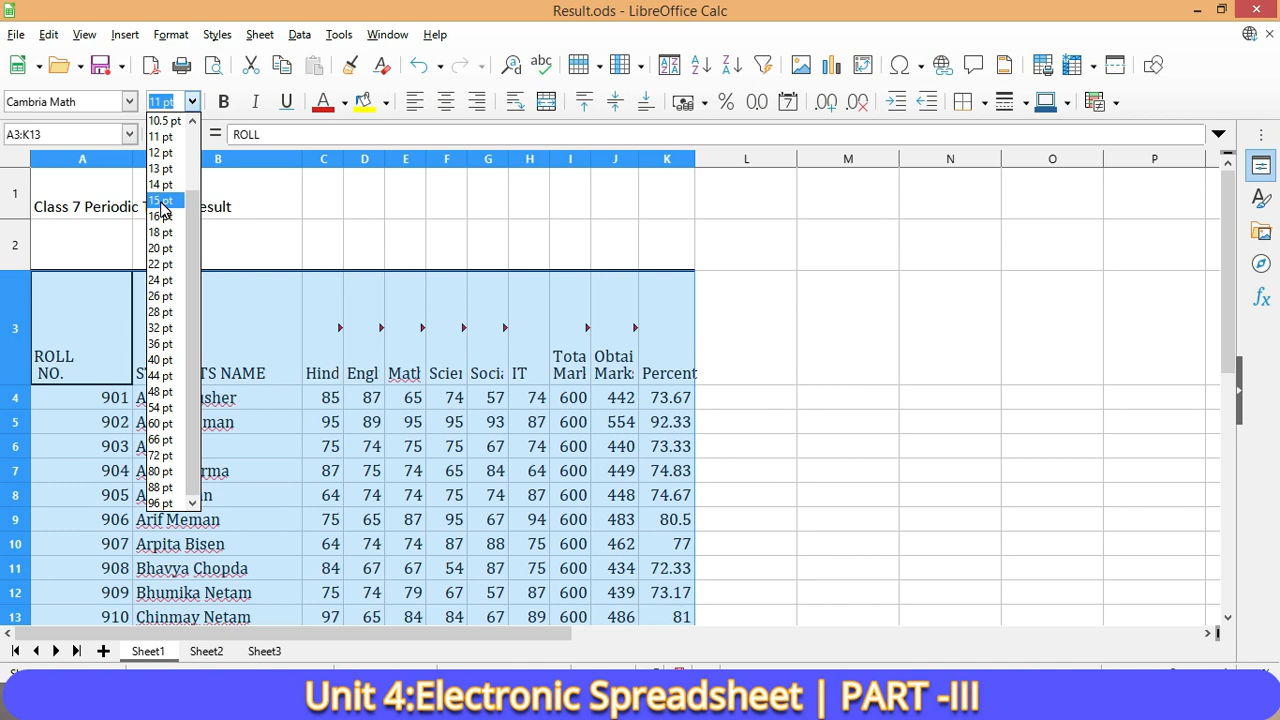 Result.ods - LibreOffice Calc
File Edit View Insert Format Styles Sheet Data Tools Window Help
Cambria Math 11 pt
A3:K13 ROLL
10.5 pt
11 pt
12 pt
13 pt
14 pt
15 pt
16 pt
18 pt
20 pt
22 pt
24 pt
26 pt
28 pt
32 pt
36 pt
40 pt
44 pt
48 pt
54 pt
60 pt
66 pt
72 pt
80 pt
88 pt
96 pt
A B C D E F G H I J K L M N O P
1 Class 7 Periodic
2
3 ROLL NO. TS NAME Hind Engl Scien Soci IT Tota Mark Obtai Mark Percent
4 901 85 87 65 74 57 74 600 442 73.67
5 902 95 89 95 95 93 87 600 554 92.33
6 903 75 74 75 75 67 74 600 440 73.33
7 904 87 75 74 65 84 64 600 449 74.83
8 905 64 74 74 75 74 87 600 448 74.67
9 906 Arif Meman 75 65 87 95 67 94 600 483 80.5
10 907 Arpita Bisen 64 74 74 87 88 75 600 462 77
11 908 Bhavya Chopda 84 67 67 54 87 75 600 434 72.33
12 909 Bhumika Netam 75 74 79 67 57 87 600 439 73.17
13 910 Chinmay Netam 97 65 84 84 67 89 600 486 81
Sheet1 Sheet2 Sheet3
Unit 4:Electronic Spreadsheet | PART -III